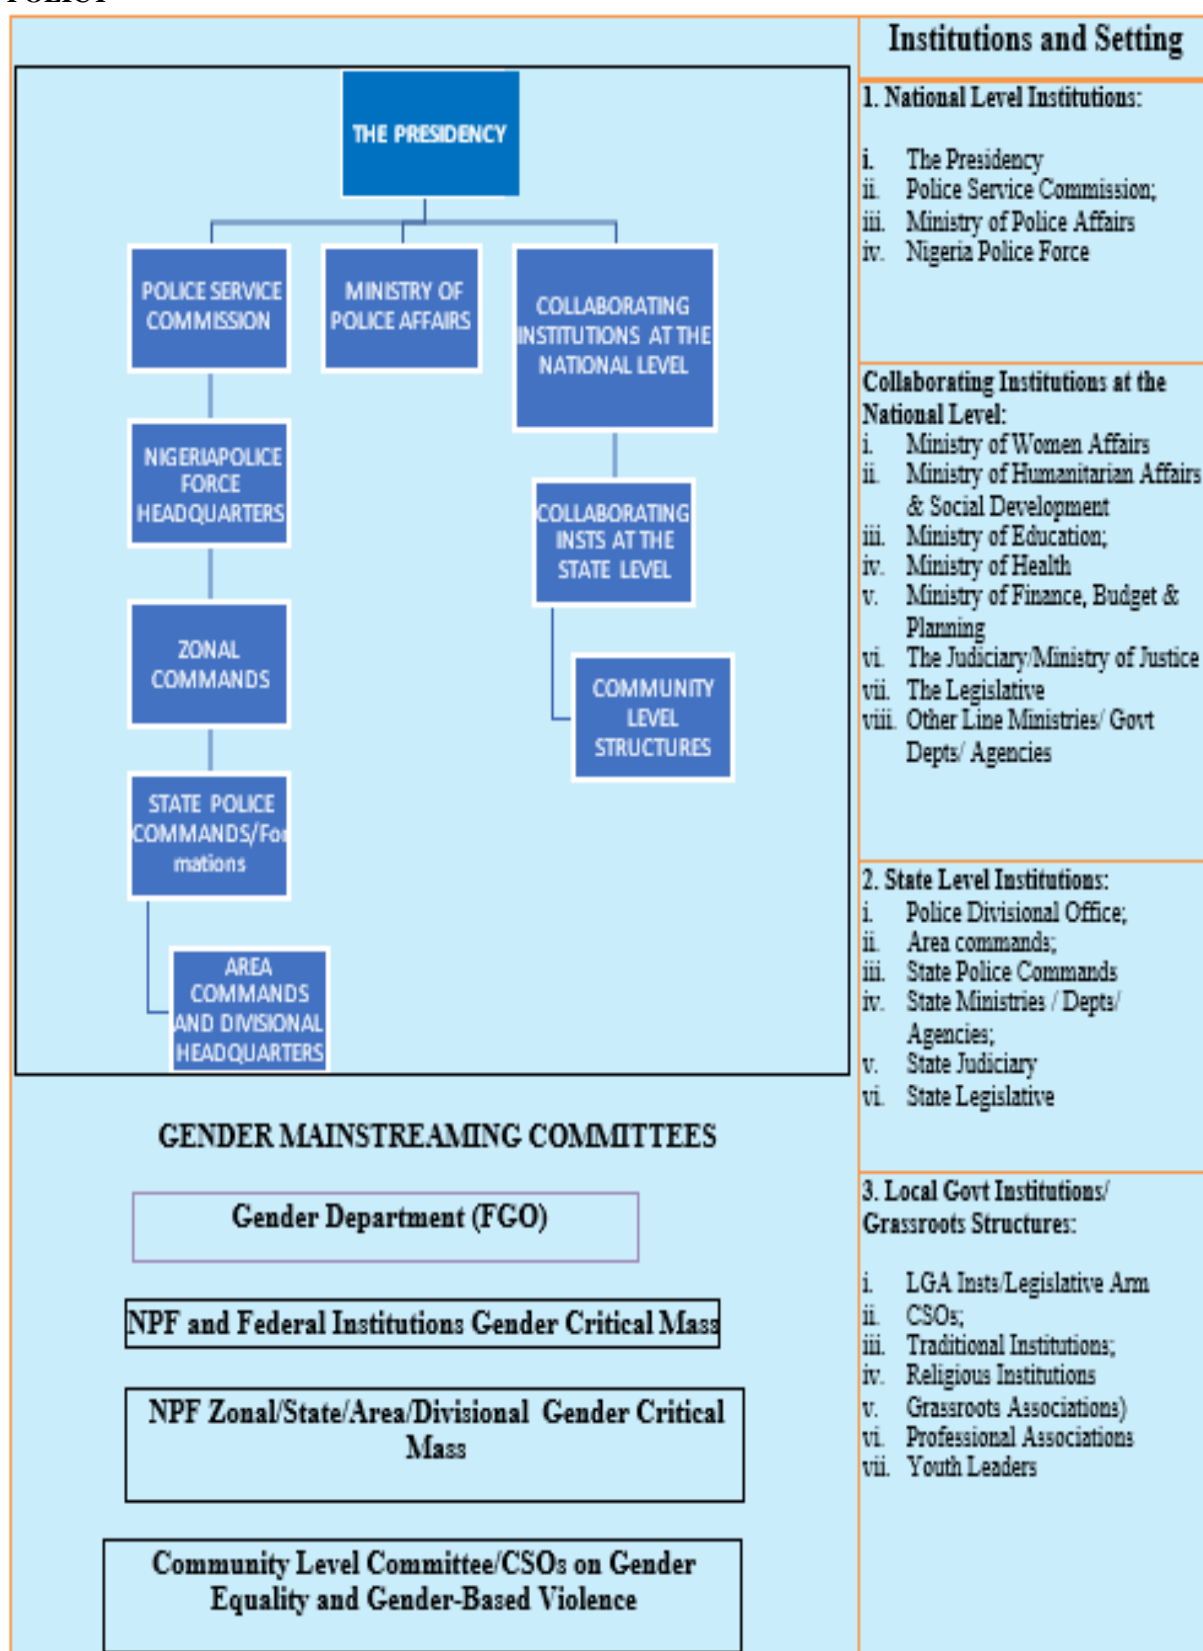 POLICY
THE PRESIDENCY
POLICE SERVICE
COMMISSION
MINISTRY OF
POLICE AFFAIRS
COLLABORATING
INSTITUTIONS AT THE
NATIONAL LEVEL
NIGERIAPOLICE
FORCE
HEADQUARTERS
COLLABORATING
INSTS AT THE
STATE LEVEL
ZONAL
COMMANDS
COMMUNITY
LEVEL
STRUCTURES
STATE POLICE
COMMANDS/For
mations
AREA
COMMANDS
AND DIVISIONAL
HEADQUARTERS
GENDER MAINSTREAMING COMMITTEES
Gender Department (FGO)
NPF and Federal Institutions Gender Critical Mass
NPF Zonal/State/Area/Divisional Gender Critical
Mass
Community Level Committee/CSOs on Gender
Equality and Gender-Based Violence
Institutions and Setting
1. National Level Institutions:
i. The Presidency
ii. Police Service Commission;
iii. Ministry of Police Affairs
iv. Nigeria Police Force
Collaborating Institutions at the
National Level:
i. Ministry of Women Affairs
ii. Ministry of Humanitarian Affairs
& Social Development
iii. Ministry of Education;
iv. Ministry of Health
v. Ministry of Finance, Budget &
Planning
vi. The Judiciary/Ministry of Justice
vii. The Legislative
viii. Other Line Ministries/ Govt
Depts/ Agencies
2. State Level Institutions:
i. Police Divisional Office;
ii. Area commands;
iii. State Police Commands
iv. State Ministries / Depts/
Agencies;
v. State Judiciary
vi. State Legislative
3. Local Govt Institutions/
Grassroots Structures:
i. LGA Insts/Legislative Arm
ii. CSOs;
iii. Traditional Institutions;
iv. Religious Institutions
v. Grassroots Associations)
vi. Professional Associations
vii. Youth Leaders